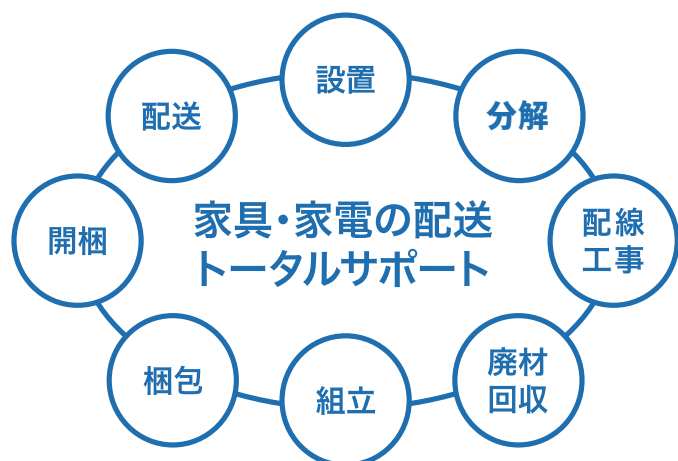 設置
配送
分解
開梱
家具・家電の配送
トータルサポート
配線
工事
梱包
組立
廃材
回収